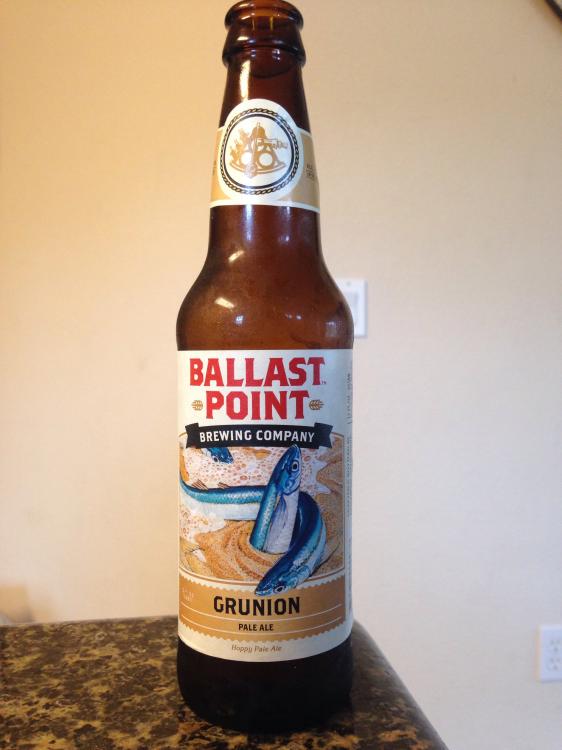 BALLAST
POINT
BREWING COMPANY
GRUNION
PALE ALE
Hoppy Pale Ale